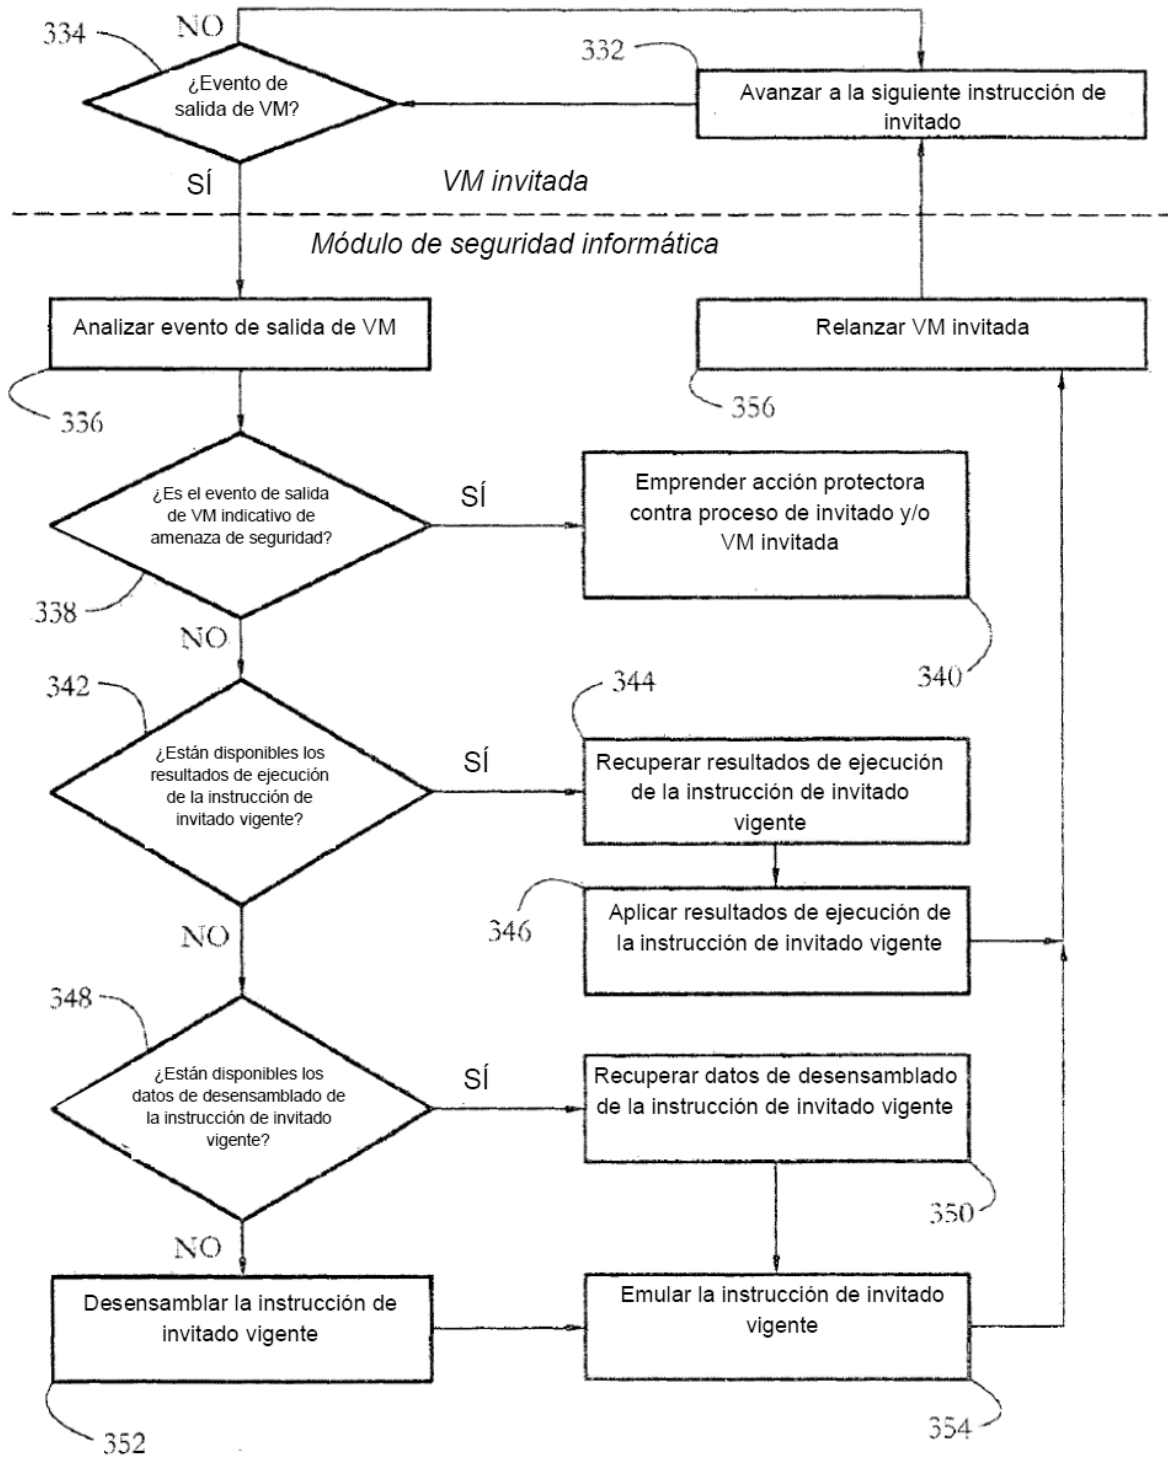 NO
334
332
¿Evento de
salida de VM?
Avanzar a la siguiente instrucción de
invitado
SÍ
VM invitada
Módulo de seguridad informática
Analizar evento de salida de VM
Relanzar VM invitada
336
356
¿Es el evento de salida
de VM indicativo de
amenaza de seguridad?
SÍ
Emprender acción protectora
contra proceso de invitado y/o
VM invitada
338
NO
340
342
344
¿Están disponibles los
resultados de ejecución
de la instrucción de
invitado vigente?
SÍ
Recuperar resultados de ejecución
de la instrucción de invitado
vigente
346
Aplicar resultados de ejecución de
la instrucción de invitado vigente
NO
348
¿Están disponibles los
datos de desensamblado de
la instrucción de invitado
vigente?
SÍ
Recuperar datos de desensamblado
de la instrucción de invitado vigente
350
NO
Desensamblar la instrucción de
invitado vigente
Emular la instrucción de invitado
vigente
352
354